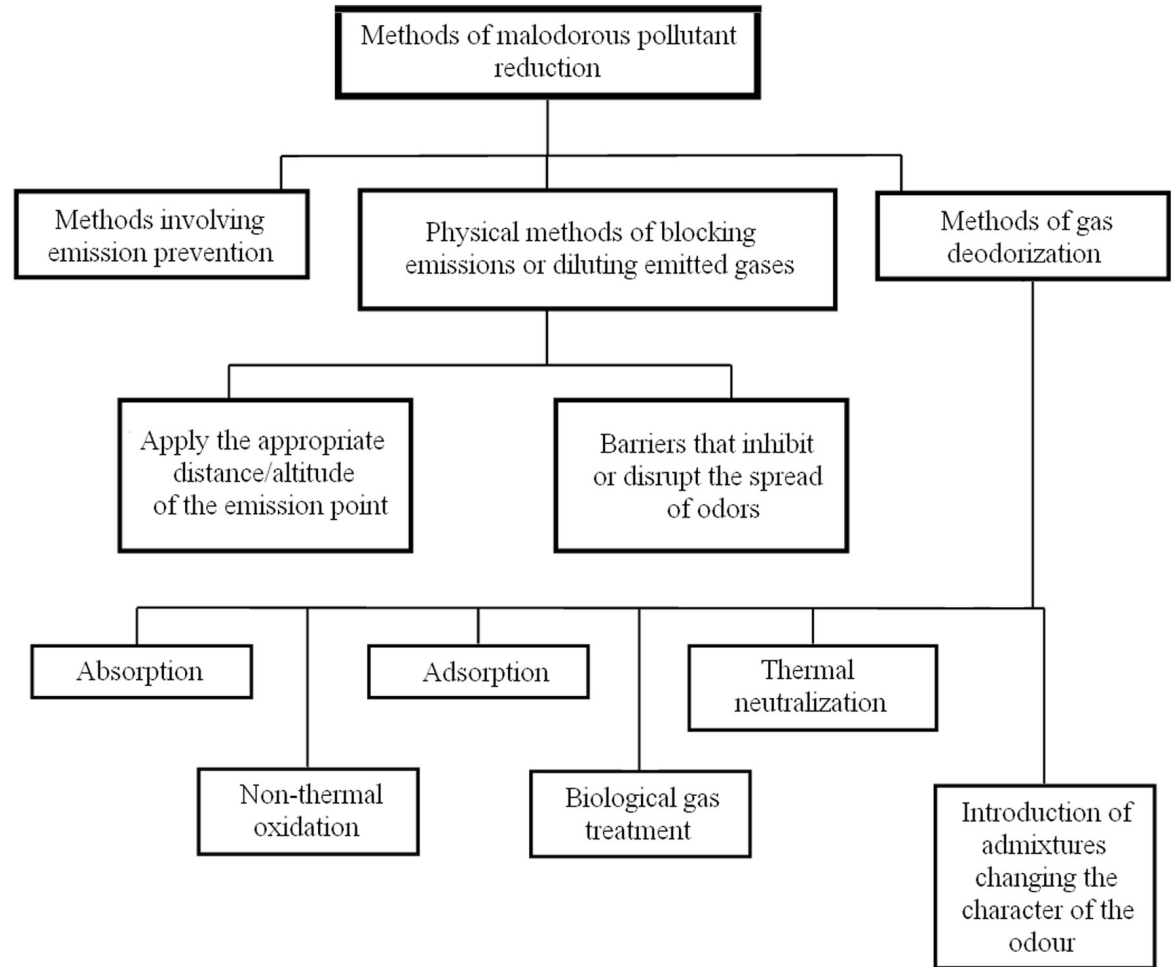 Methods of malodorous pollutant
reduction
Methods involving
emission prevention
Physical methods of blocking
emissions or diluting emitted gases
Methods of gas
deodorization
Apply the appropriate
distance/altitude
of the emission point
Barriers that inhibit
or disrupt the spread
of odors
Absorption
Adsorption
Thermal
neutralization
Non-thermal
oxidation
Biological gas
treatment
Introduction of
admixtures
changing the
character of the
odour